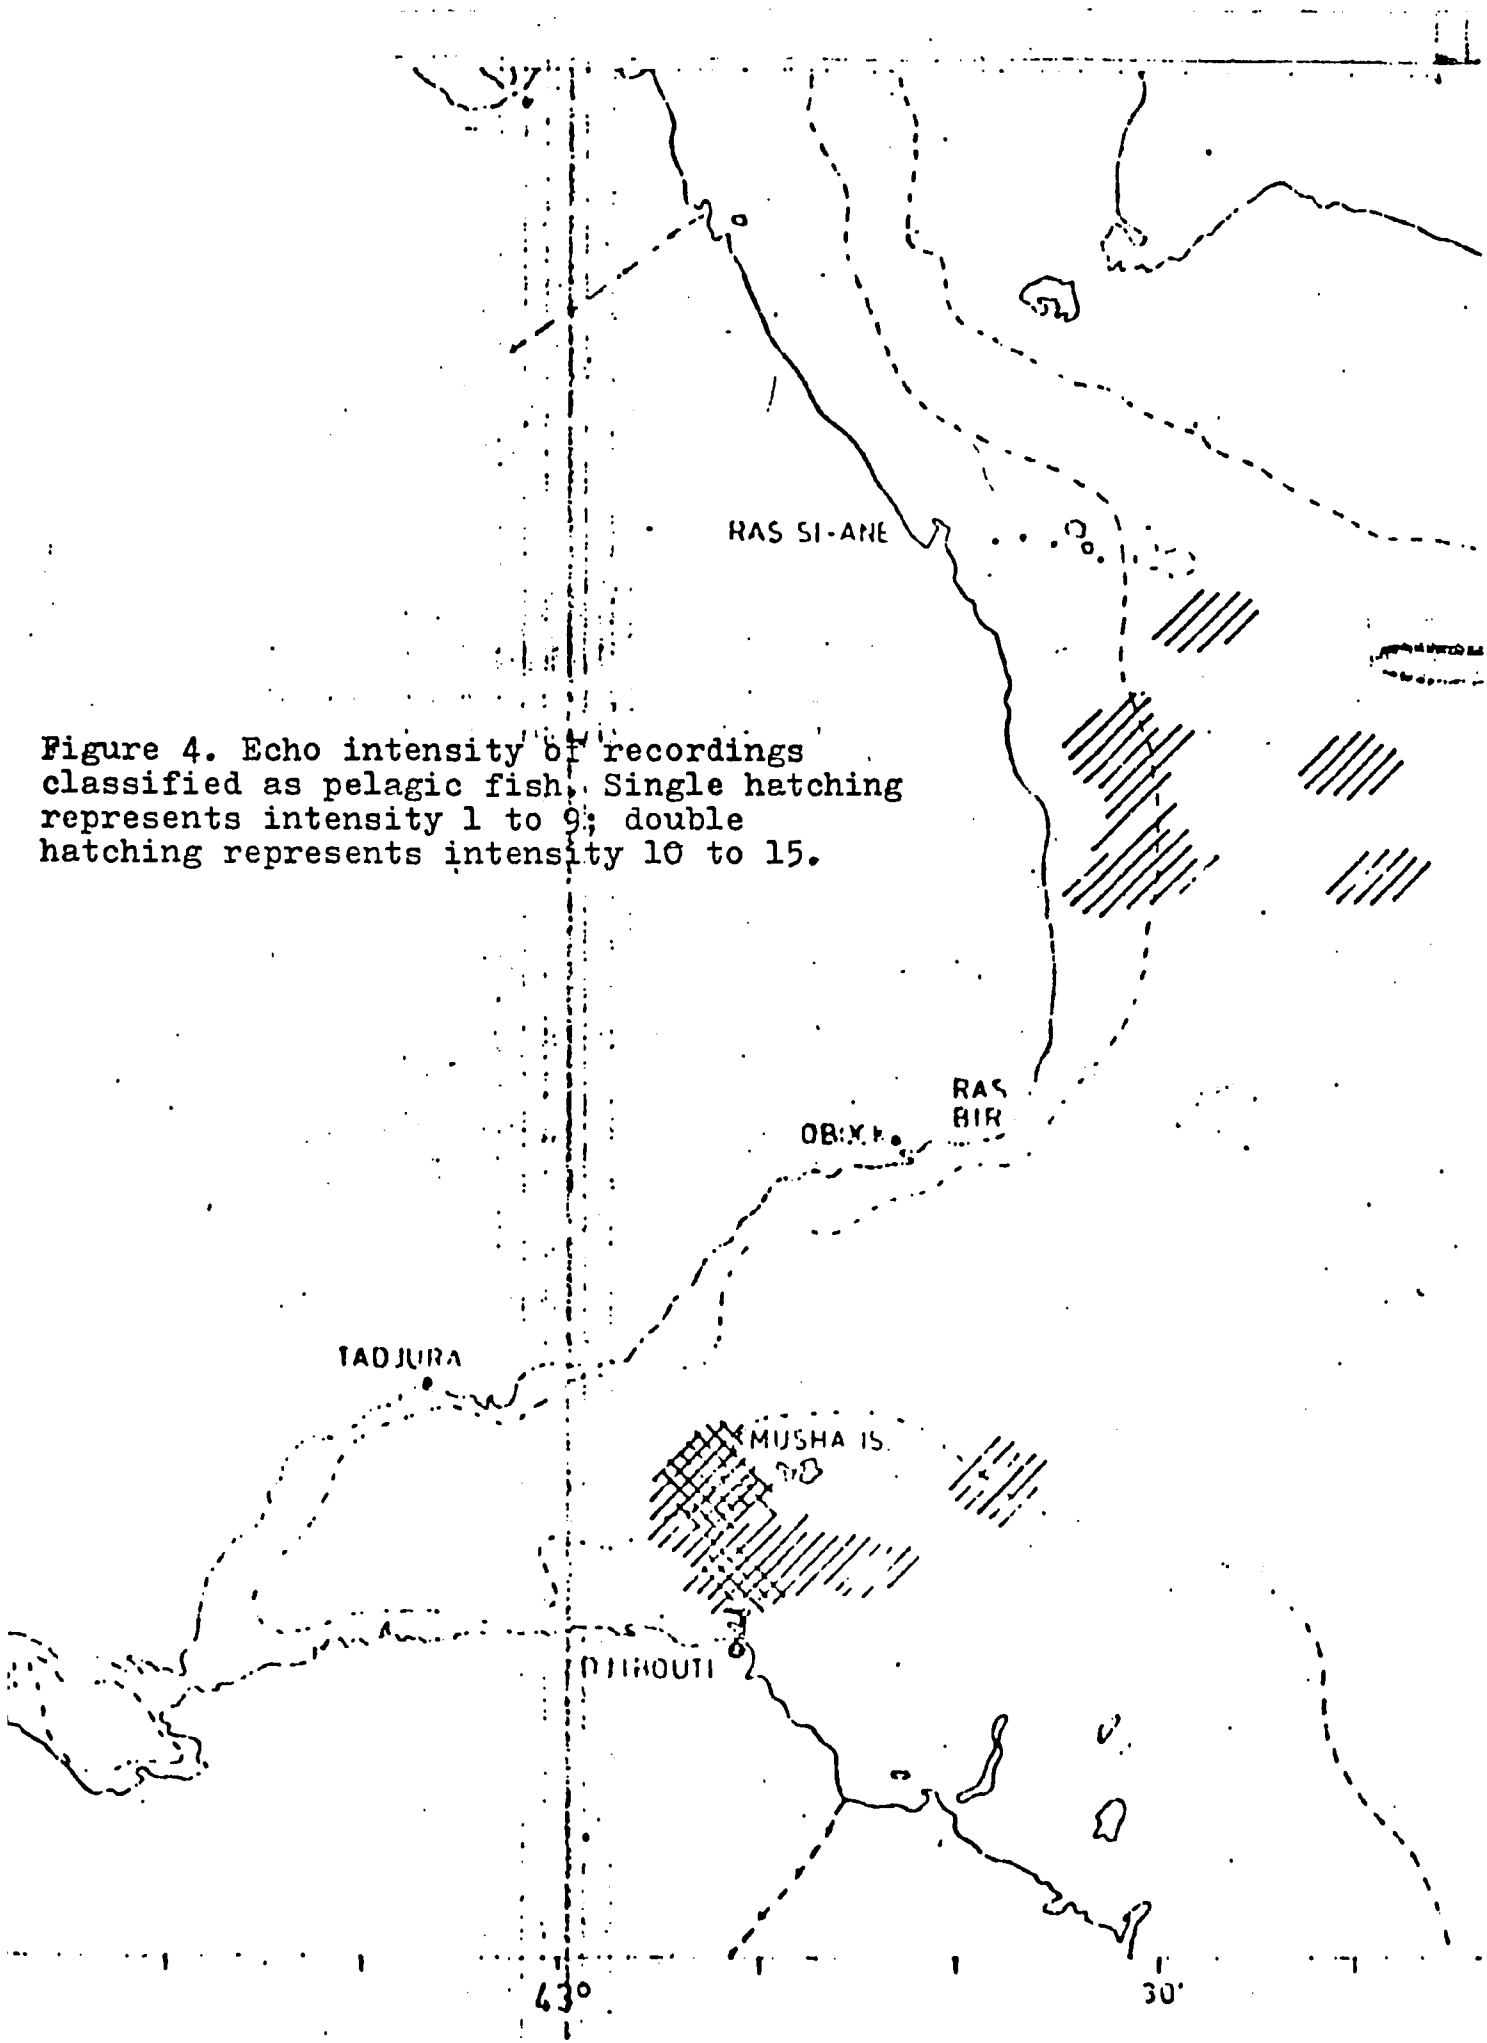 RAS SI-ANE
Figure 4. Echo intensity of recordings
classified as pelagic fish. Single hatching
represents intensity 1 to 9; double
hatching represents intensity 10 to 15.
RAS
BIR
TADJURA
MUSHA IS.
DJIBOUTI
43°
30'